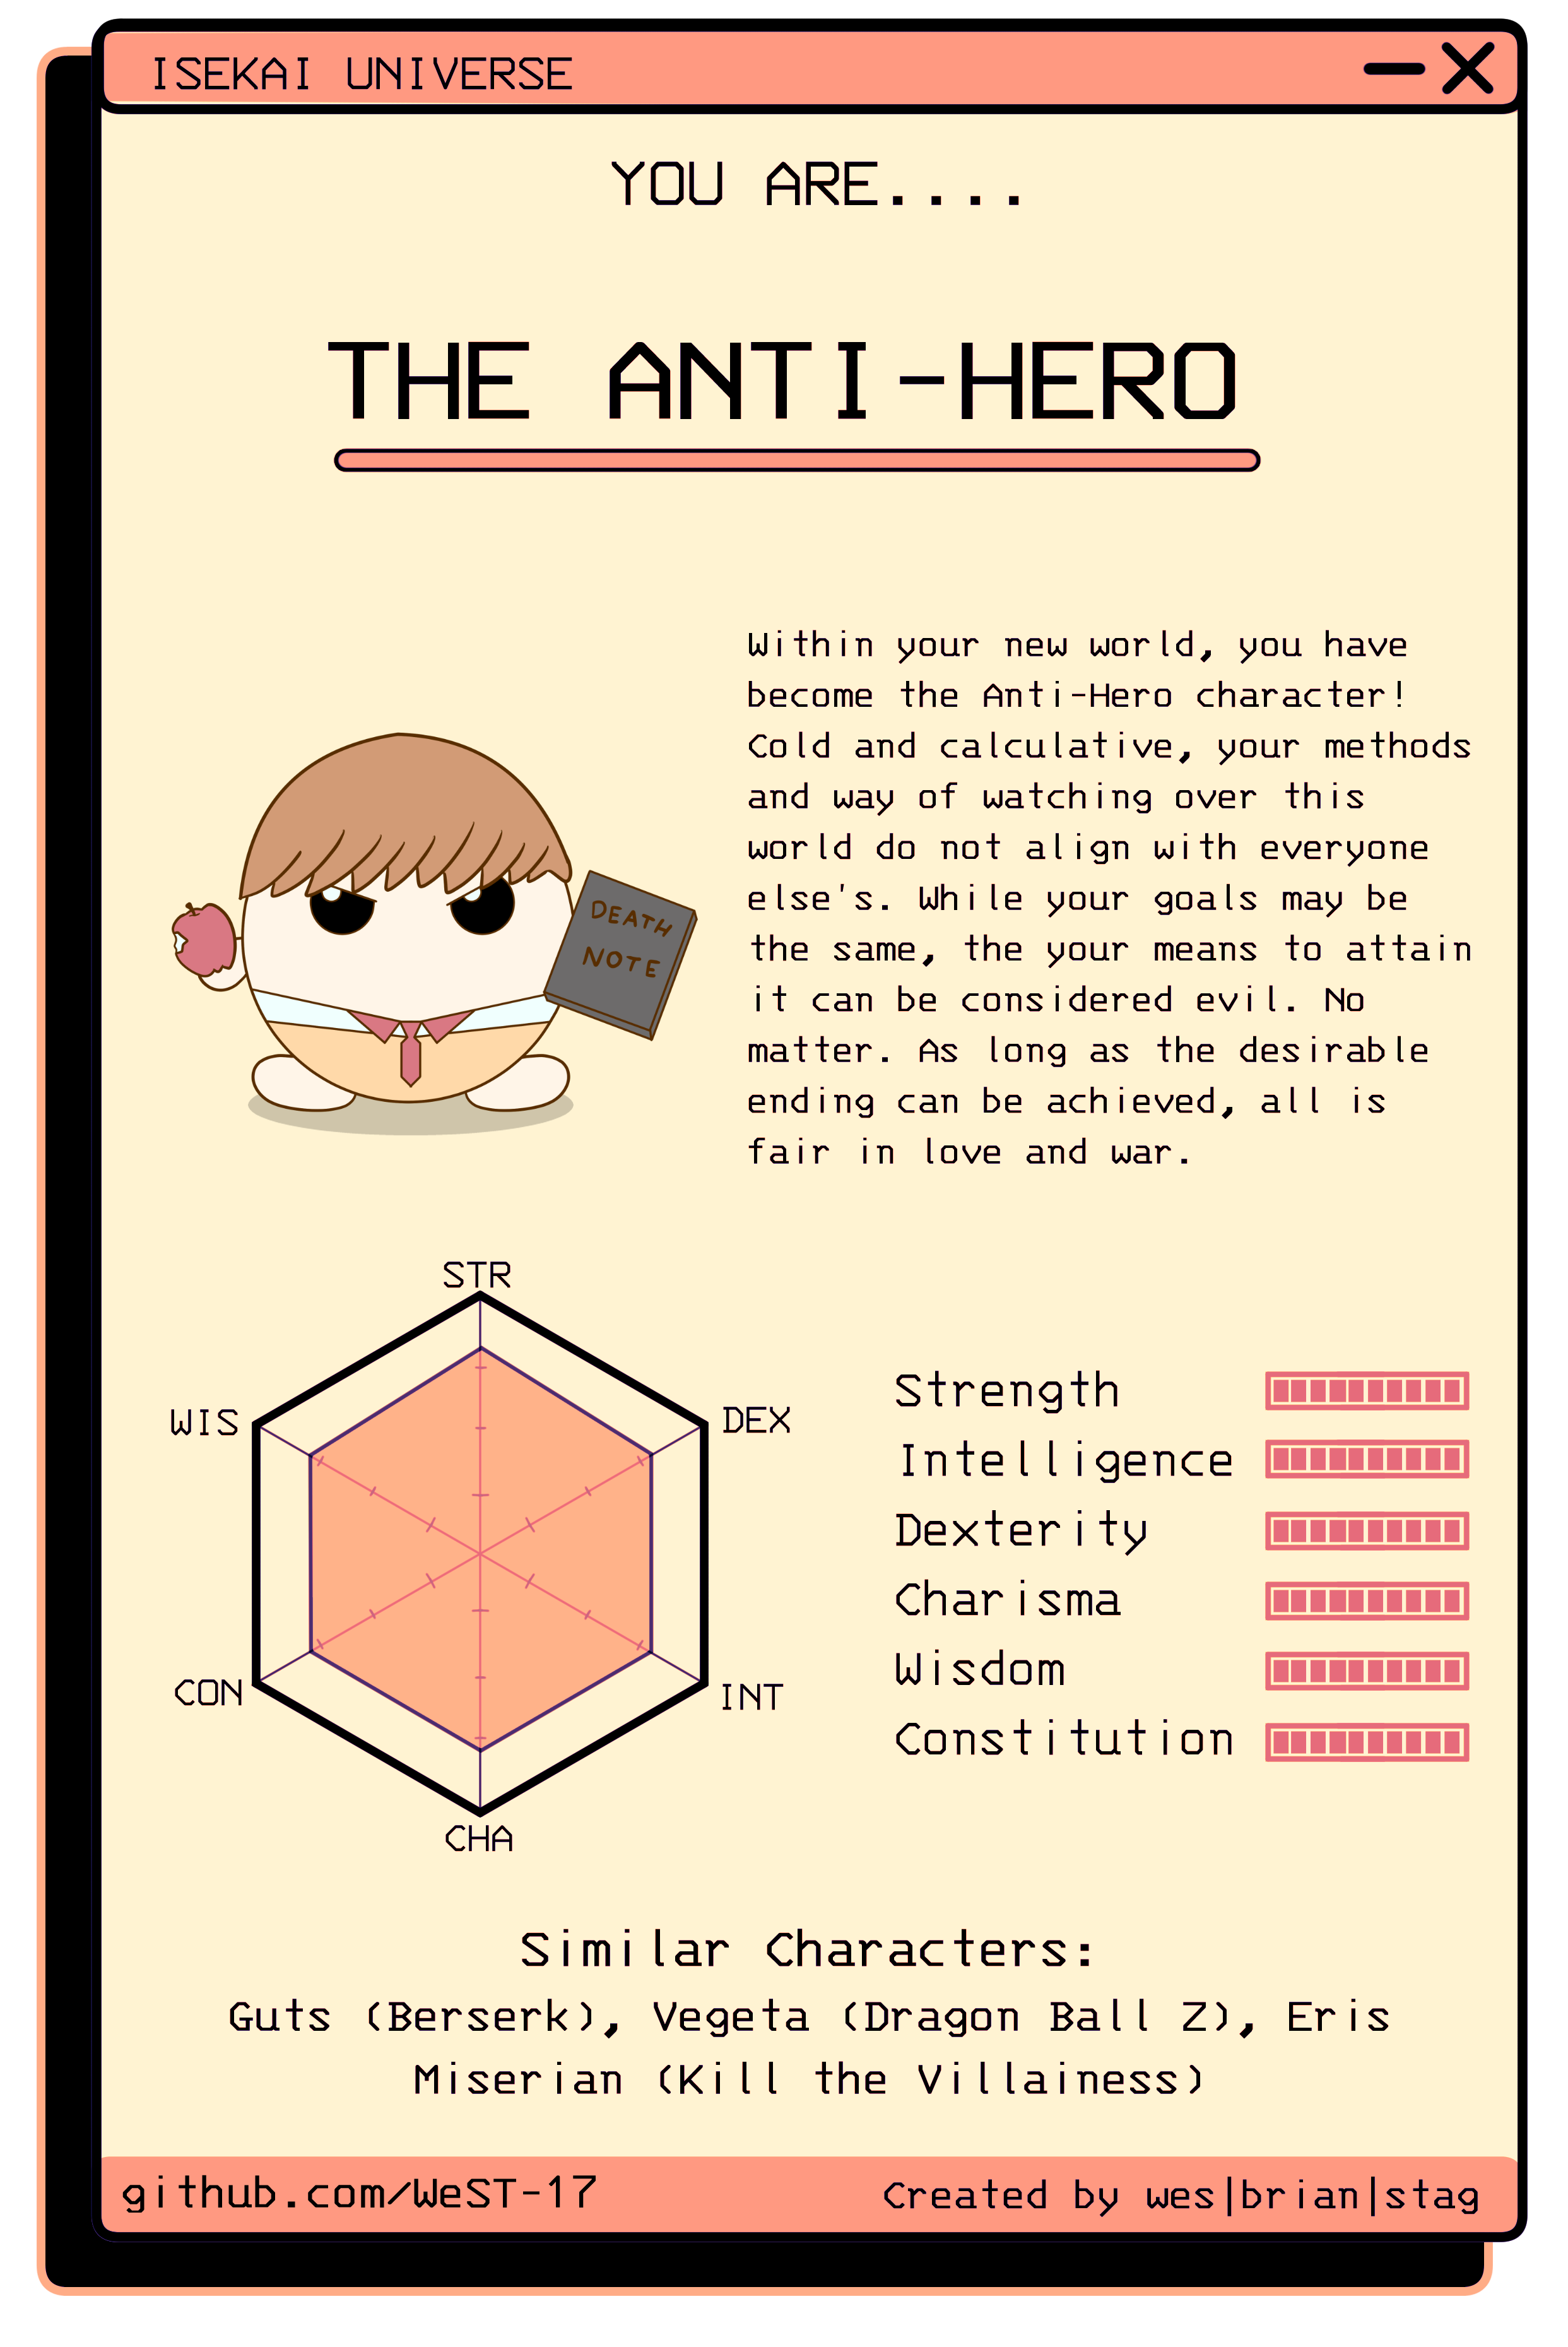 ISEKAI UNIVERSE
YOU ARE....
THE ANTI-HERO
Within your new world, you have
become the Anti-Hero character!
Cold and calculative, your methods
and way of watching over this
world do not align with everyone
else's. While your goals may be
the same, the your means to attain
it can be considered evil. No
matter. As long as the desirable
ending can be achieved, all is
fair in love and war.
DEATH
NOTE
STR
WIS
DEX
CON
INT
CHA
Strength
Intelligence
Dexterity
Charisma
Wisdom
Constitution
Similar Characters:
Guts (Berserk), Vegeta (Dragon Ball Z), Eris
Miserian (Kill the Villainess)
github.com/WeST-17
Created by wes|brian|stag